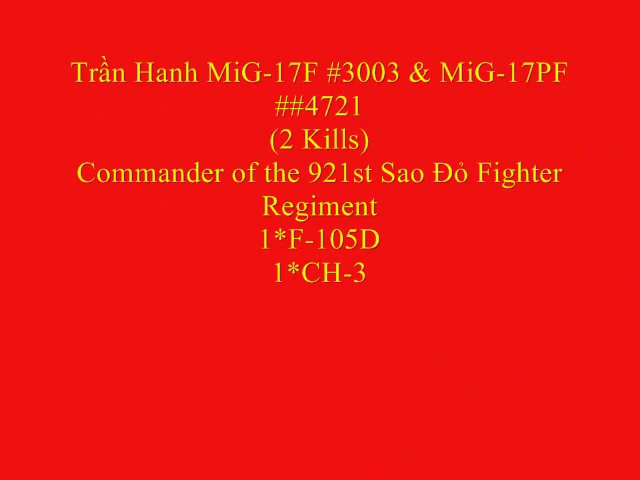 Trần Hanh MiG-17F #3003 & MiG-17PF
##4721
(2 Kills)
Commander of the 921st Sao Đỏ Fighter
Regiment
1*F-105D
1*CH-3